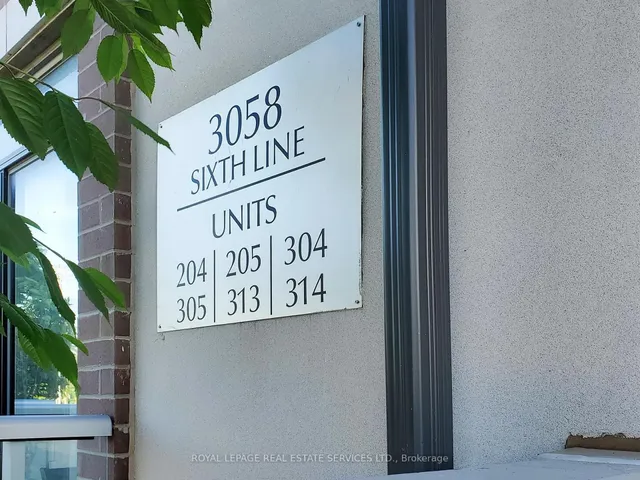 3058
SIXTH LINE
UNITS
204 205 304
305 313 314
ROYAL LEPAGE REAL ESTATE SERVICES LTD., Brokerage